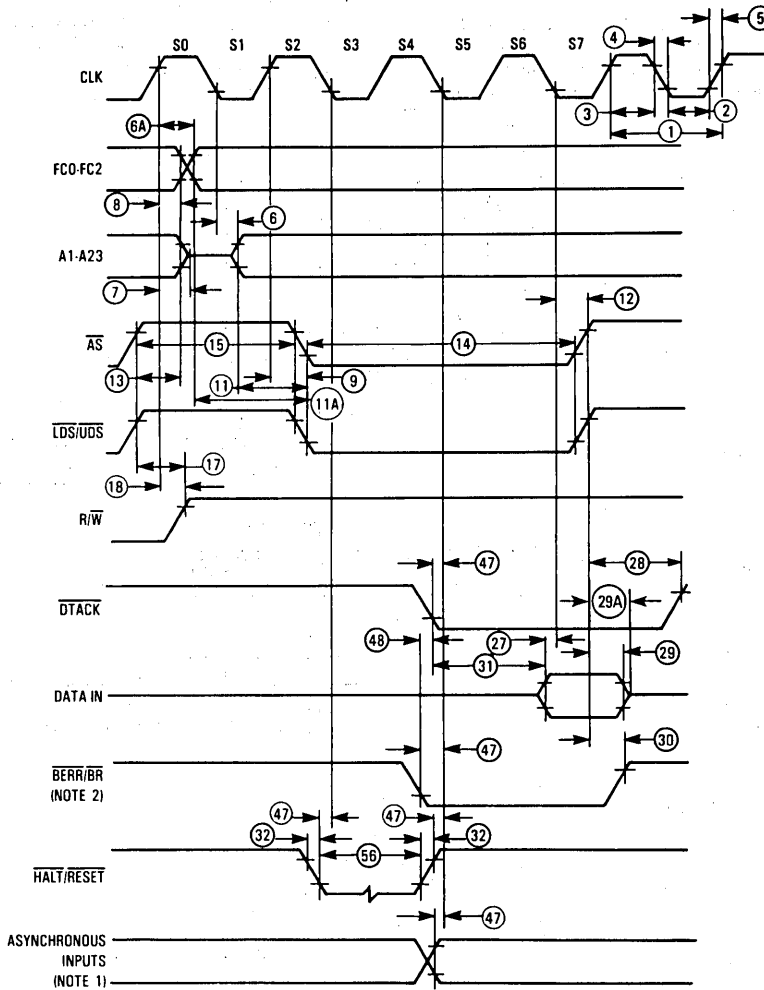 S0 S1 S2 S3 S4 S5 S6 S7
4 5
CLK
6A 3 2
1
FC0-FC2
8
6
A1-A23
7
12
AS
15 14
13 11 9
11A
LDS/UDS
17
18
R/W
47 28
DTACK
29A
48 27
31 29
DATA IN
47 30
BERR/BR
(NOTE 2)
47 47
32 56 32
HALT/RESET
47
ASYNCHRONOUS
INPUTS
(NOTE 1)